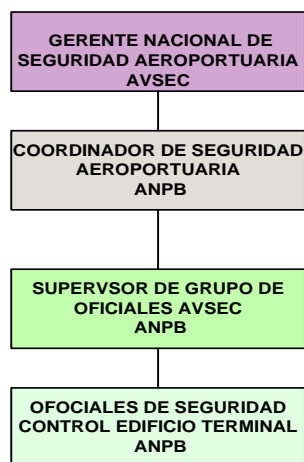 GERENTE NACIONAL DE
SEGURIDAD AEROPORTUARIA
AVSEC
COORDINADOR DE SEGURIDAD
AEROPORTUARIA
ANPB
SUPERVSOR DE GRUPO DE
OFICIALES AVSEC
ANPB
OFOCIALES DE SEGURIDAD
CONTROL EDIFICIO TERMINAL
ANPB